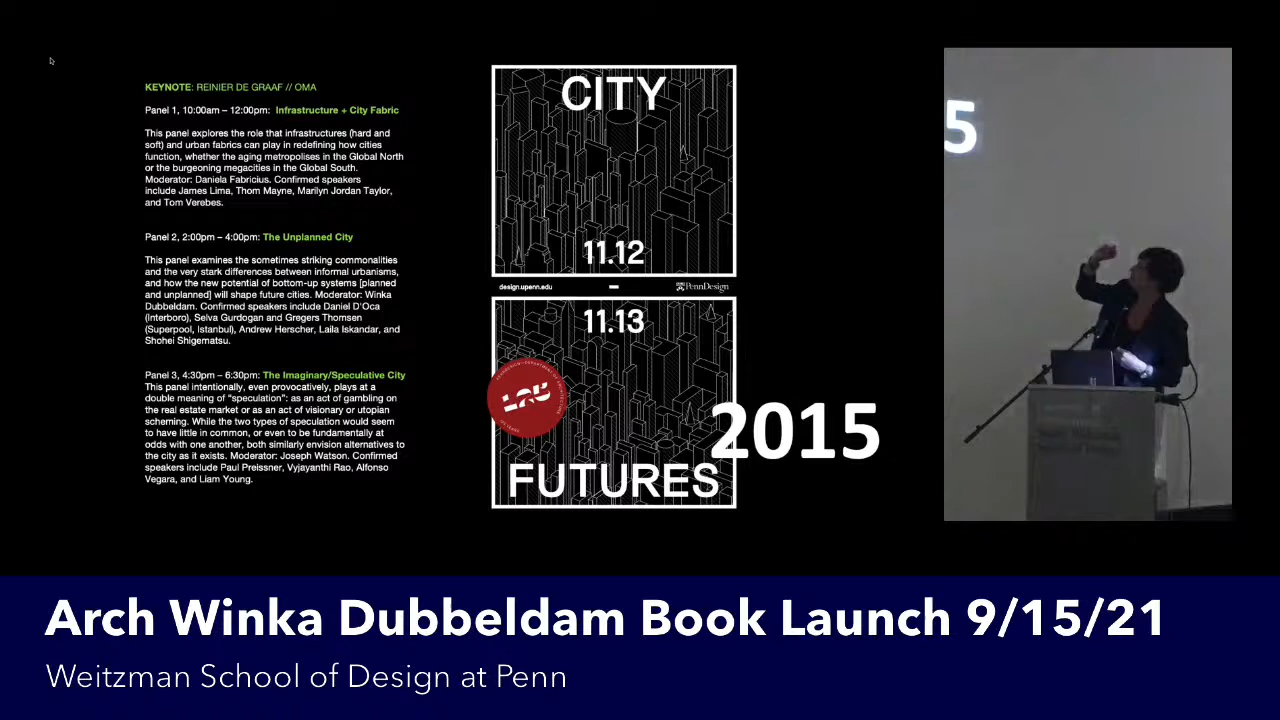 KEYNOTE: REINIER DE GRAAF // OMA
Panel 1, 10:00am – 12:00pm: Infrastructure + City Fabric
This panel explores the role that infrastructures (hard and
soft) and urban fabrics can play in redefining how cities
function, whether the aging metropolises in the Global North
or the burgeoning megacities in the Global South.
Moderator: Daniela Fabricius. Confirmed speakers
include James Lima, Thom Mayne, Marilyn Jordan Taylor,
and Tom Verebes.
Panel 2, 2:00pm – 4:00pm: The Unplanned City
This panel examines the sometimes striking commonalities
and the very stark differences between informal urbanisms,
and how the new potential of bottom-up systems [planned
and unplanned] will shape future cities. Moderator: Winka
Dubbeldam. Confirmed speakers include Daniel D'Oca
(Interboro), Selva Gurdogan and Gregers Thomsen
(Superpool, Istanbul), Andrew Herscher, Laila Iskandar, and
Shohei Shigematsu.
Panel 3, 4:30pm – 6:30pm: The Imaginary/Speculative City
This panel intentionally, even provocatively, plays at a
double meaning of “speculation”: as an act of gambling on
the real estate market or as an act of visionary or utopian
scheming. While the two types of speculation would seem
to have little in common, or even to be fundamentally at
odds with one another, both similarly envision alternatives to
the city as it exists. Moderator: Joseph Watson. Confirmed
speakers include Paul Preissner, Vyjayanthi Rao, Alfonso
Vegara, and Liam Young.
CITY
11.12
design.upenn.edu
PennDesign
11.13
FUTURES
2015
5
Arch Winka Dubbeldam Book Launch 9/15/21
Weitzman School of Design at Penn